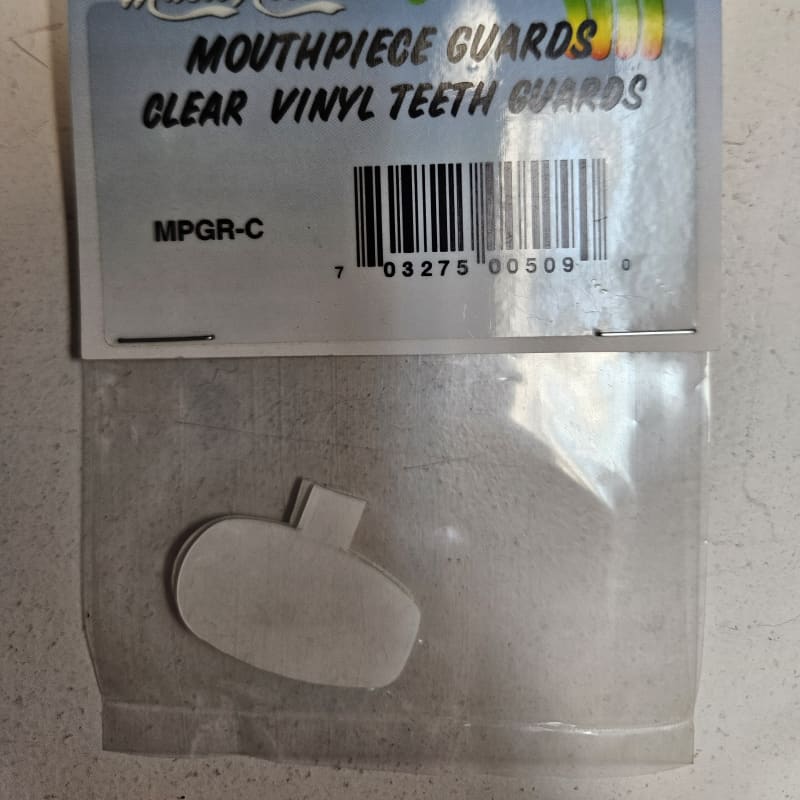 MOUTHPIECE GUARDS
CLEAR VINYL TEETH GUARDS
MPGR-C
7 03275 00509 0